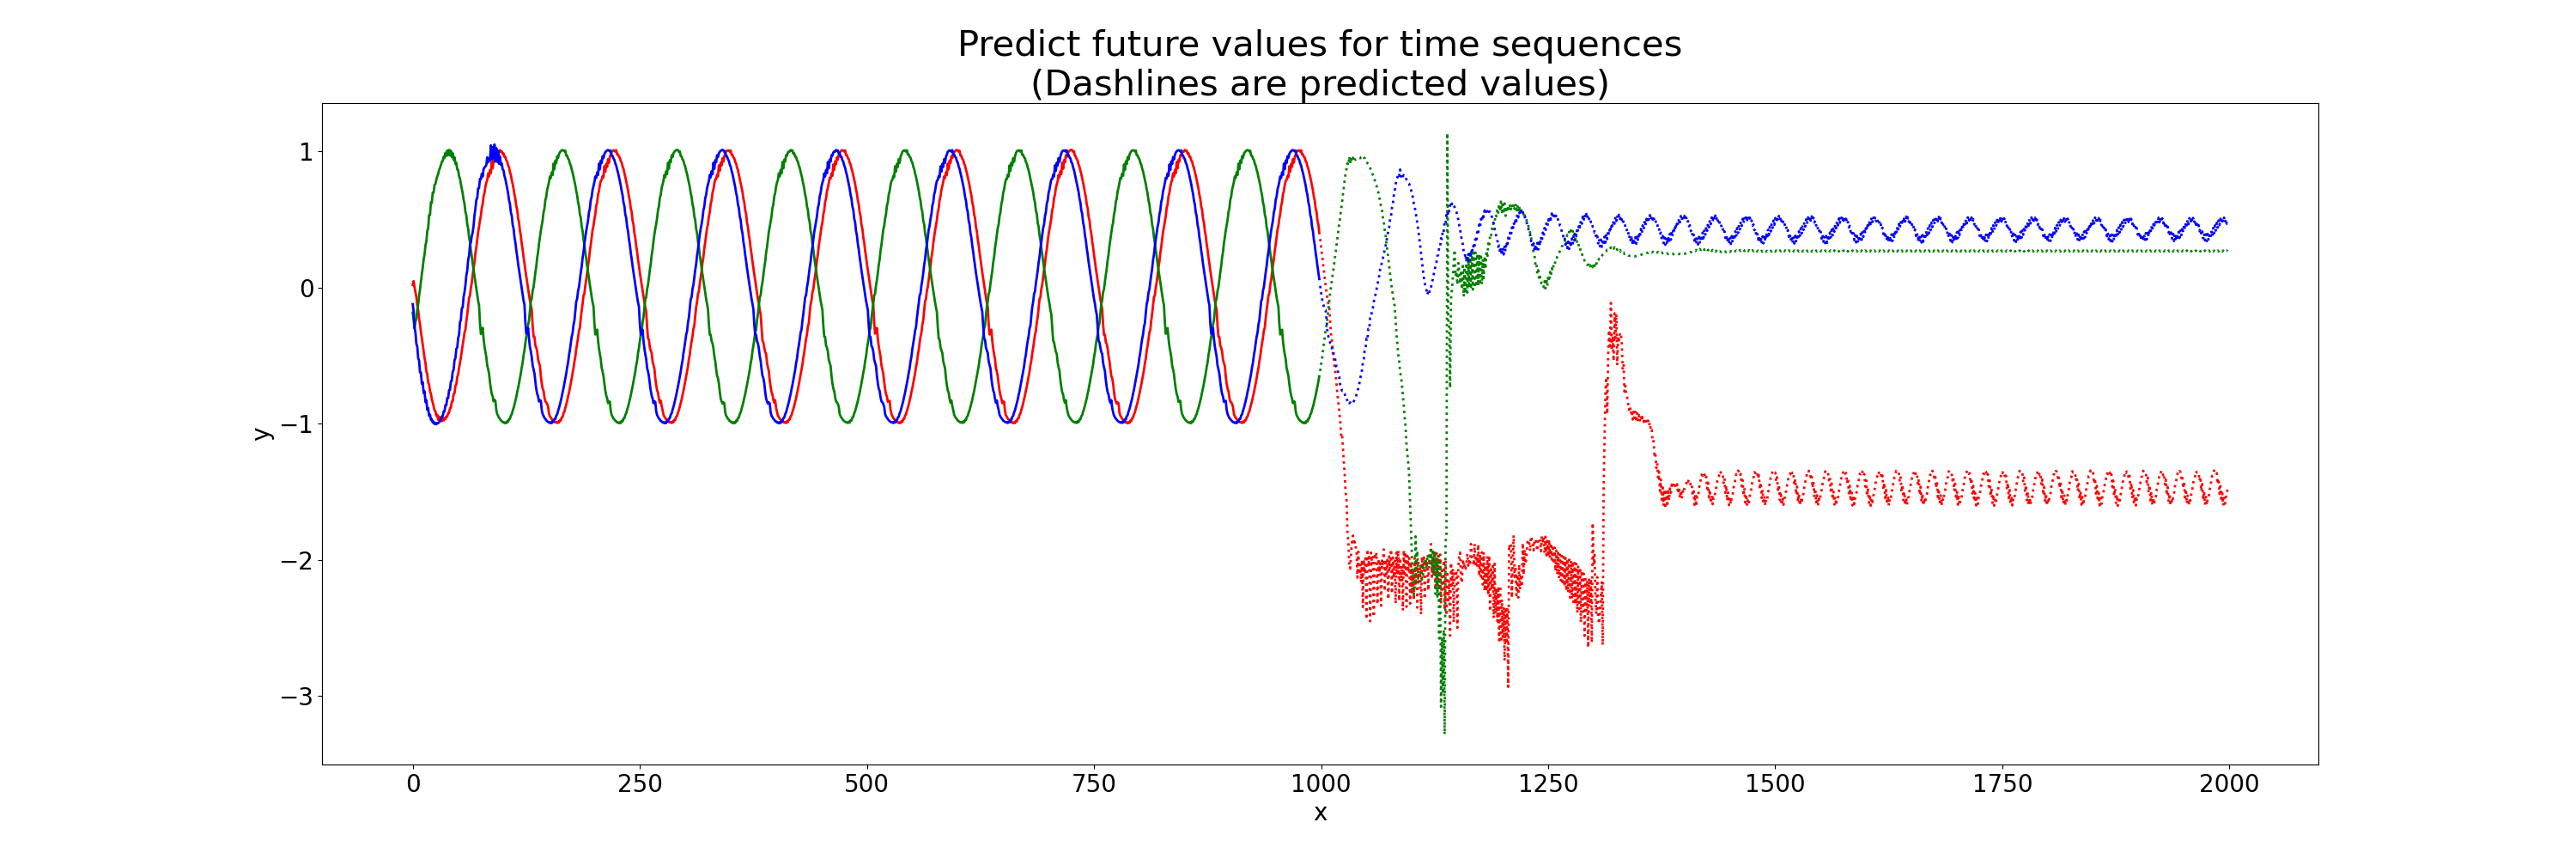 Predict future values for time sequences
(Dashlines are predicted values)
1
0
−1
−2
−3
y
0 250 500 750 1000 1250 1500 1750 2000
x